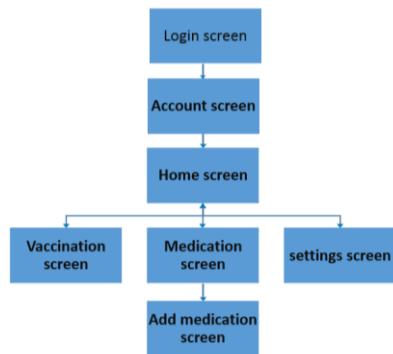 Login screen
Account screen
Home screen
Vaccination
screen
Medication
screen
settings screen
Add medication
screen